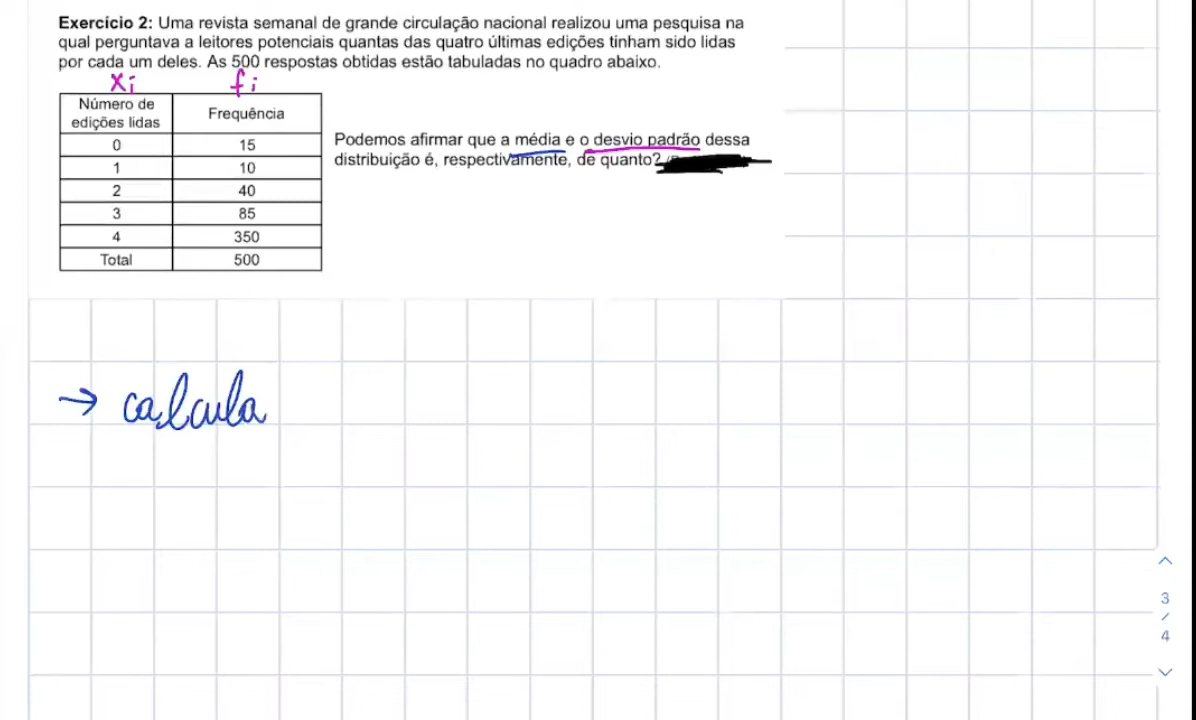 Exercício 2: Uma revista semanal de grande circulação nacional realizou uma pesquisa na
qual perguntava a leitores potenciais quantas das quatro últimas edições tinham sido lidas
por cada um deles. As 500 respostas obtidas estão tabuladas no quadro abaixo.
xi fi
Número de edições lidas Frequência
0 15
1 10
2 40
3 85
4 350
Total 500
Podemos afirmar que a média e o desvio padrão dessa
distribuição é, respectivamente, de quanto?
→ calcula
3
/
4